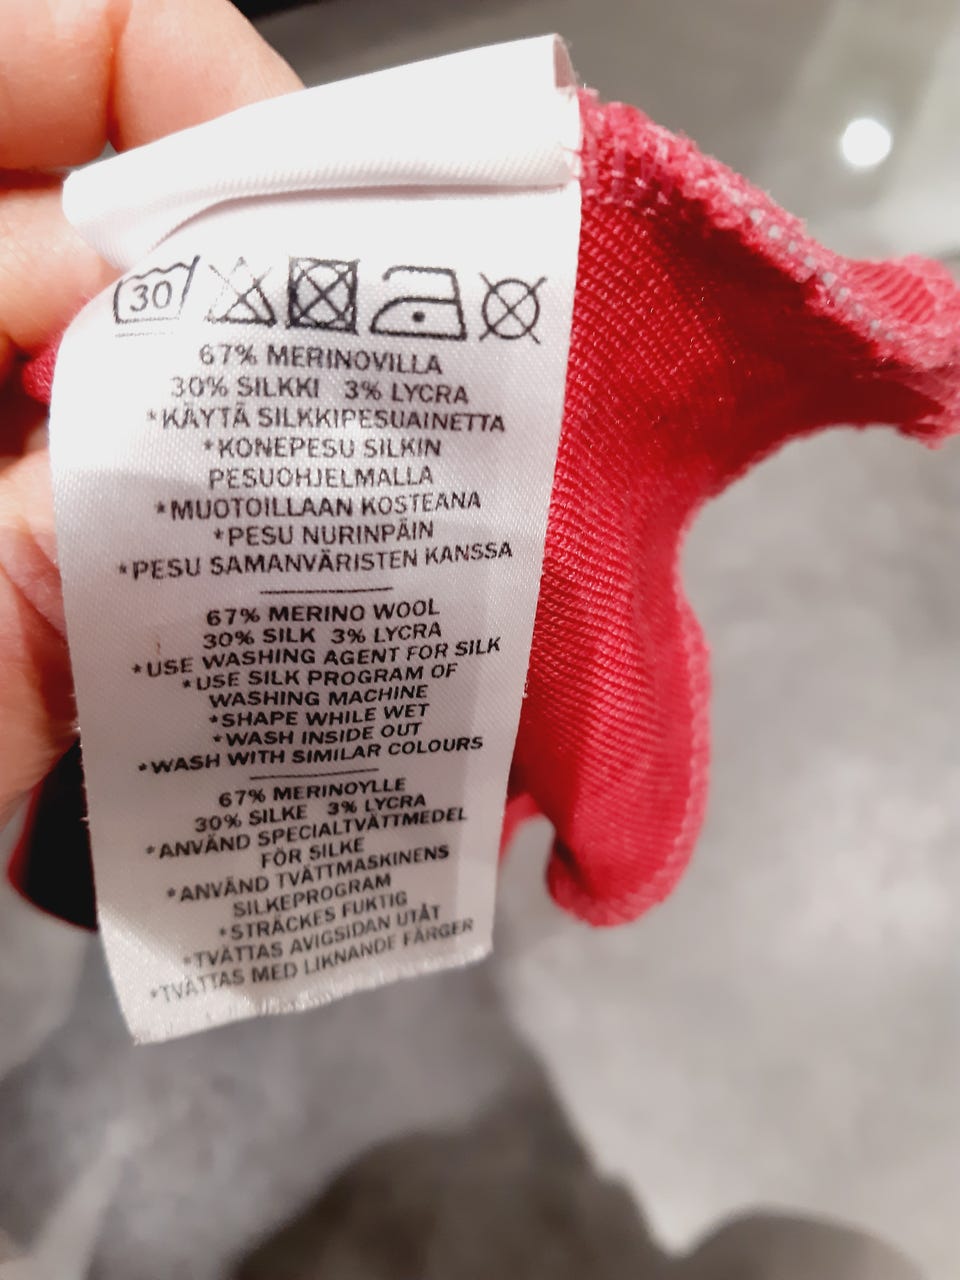 30
67% MERINOVILLA
30% SILKKI 3% LYCRA
*KÄYTÄ SILKKIPESUAINETTA
*KONEPESU SILKIN
PESUOHJELMALLA
*MUOTOILLAAN KOSTEANA
*PESU NURINPÄIN
*PESU SAMANVÄRISTEN KANSSA
67% MERINO WOOL
30% SILK 3% LYCRA
*USE WASHING AGENT FOR SILK
*USE SILK PROGRAM OF
WASHING MACHINE
*SHAPE WHILE WET
*WASH INSIDE OUT
*WASH WITH SIMILAR COLOURS
67% MERINOYLLE
30% SILKE 3% LYCRA
*ANVÄND SPECIALTVÄTTMEDEL
FÖR SILKE
*ANVÄND TVÄTTMASKINENS
SILKEPROGRAM
*STRÄCKES FUKTIG
*TVÄTTAS AVIGSIDAN UTÅT
*TVÄTTAS MED LIKNANDE FÄRGER